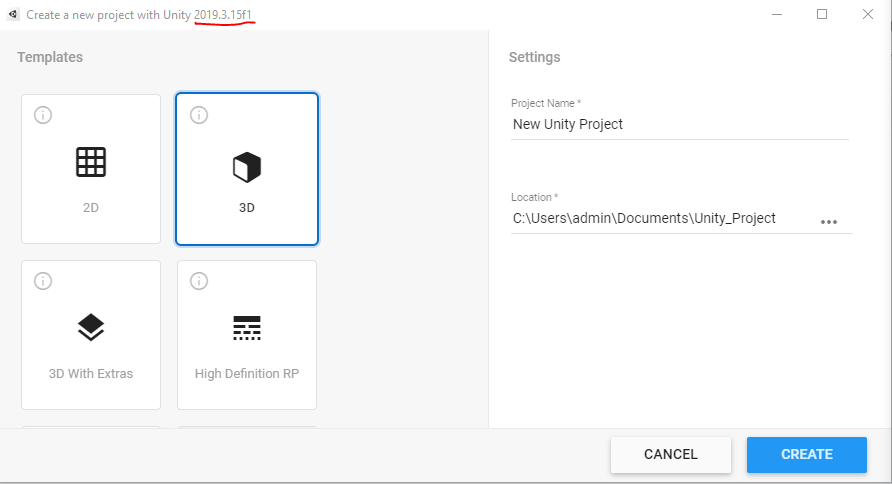 Create a new project with Unity 2019.3.15f1
Templates
2D
3D
3D With Extras
High Definition RP
Settings
Project Name *
New Unity Project
Location *
C:\Users\admin\Documents\Unity_Project
CANCEL
CREATE